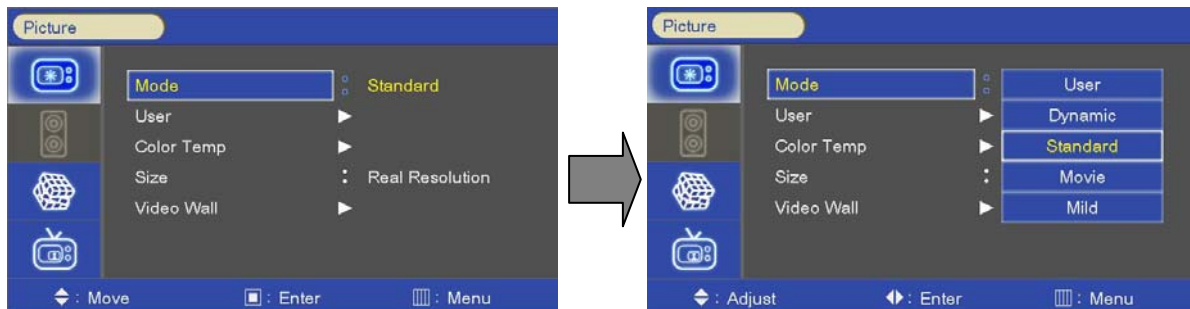 Picture
Mode : Standard
User
Color Temp
Size : Real Resolution
Video Wall
: Move : Enter : Menu
Picture
Mode : User
User Dynamic
Color Temp Standard
Size : Movie
Video Wall Mild
: Adjust : Enter : Menu